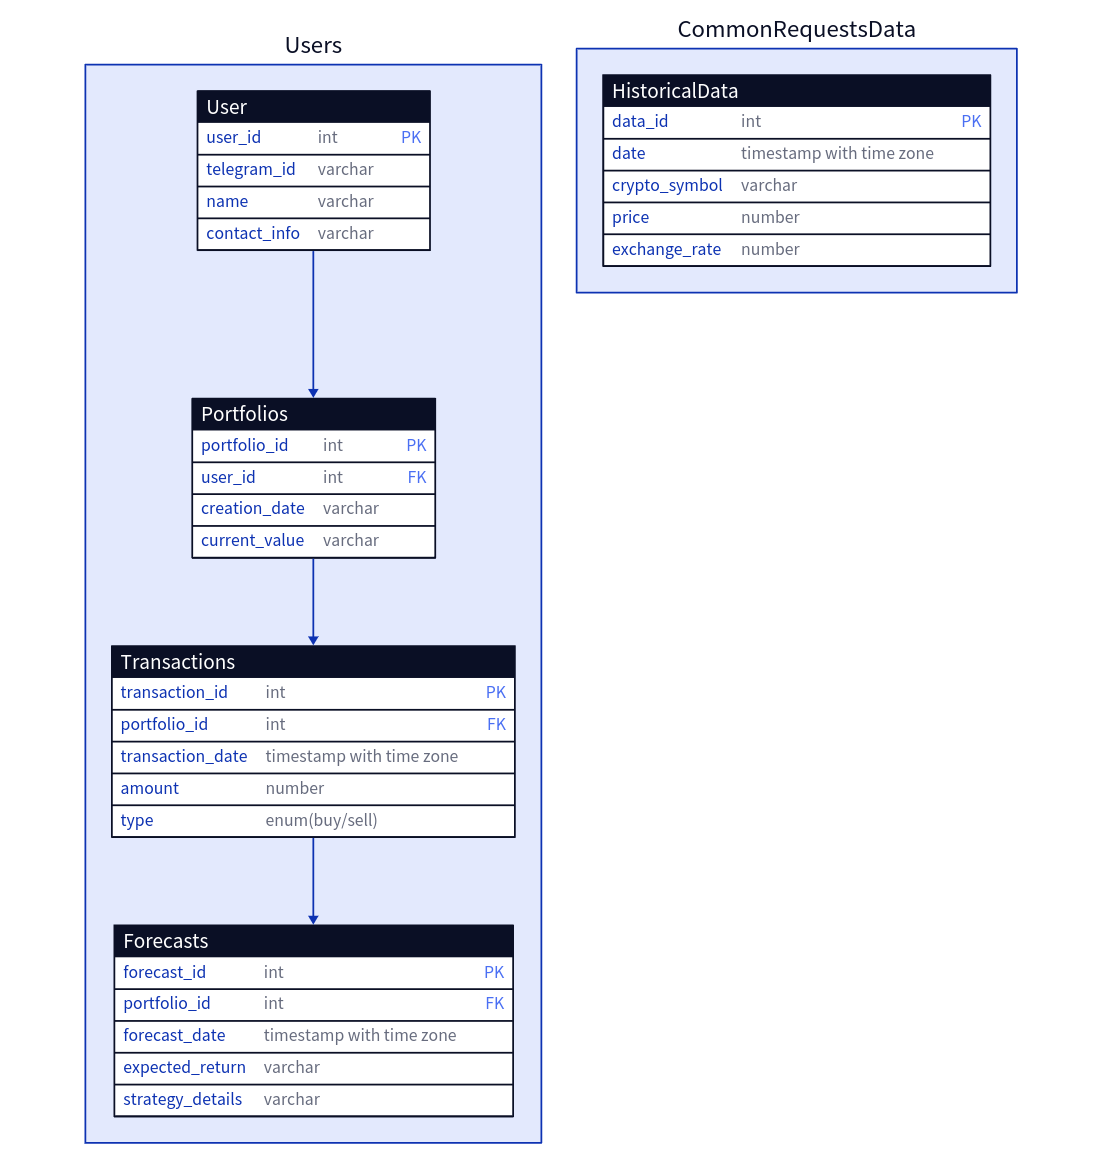 Users
User
user_id int PK
telegram_id varchar
name varchar
contact_info varchar
Portfolios
portfolio_id int PK
user_id int FK
creation_date varchar
current_value varchar
Transactions
transaction_id int PK
portfolio_id int FK
transaction_date timestamp with time zone
amount number
type enum(buy/sell)
Forecasts
forecast_id int PK
portfolio_id int FK
forecast_date timestamp with time zone
expected_return varchar
strategy_details varchar
CommonRequestsData
HistoricalData
data_id int PK
date timestamp with time zone
crypto_symbol varchar
price number
exchange_rate number